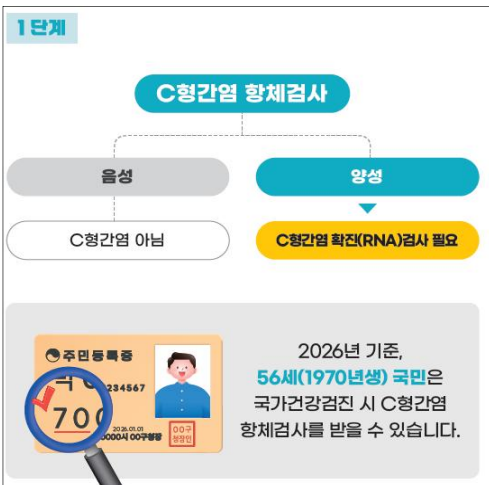 1단계
C형간염 항체검사
음성
양성
C형간염 아님
C형간염 확진(RNA)검사 필요
주민등록증
234567
700
2026.01.01
0000시 00구청장
00구
청장인
2026년 기준,
56세(1970년생) 국민은
국가건강검진 시 C형간염
항체검사를 받을 수 있습니다.